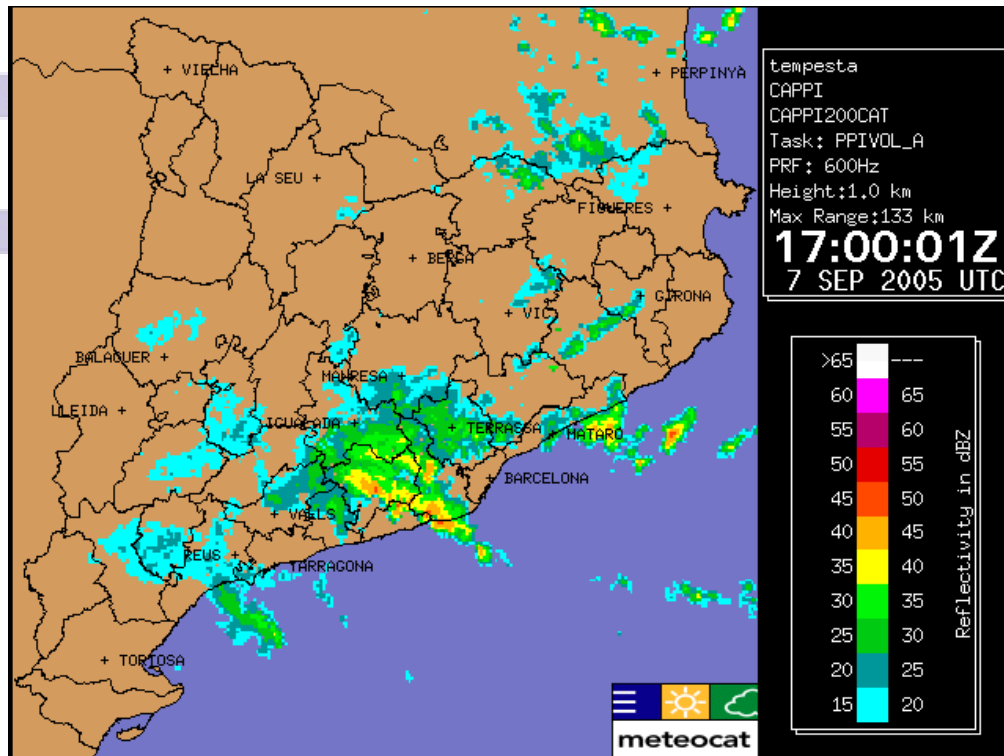 + VIELHA
+ PERPINYÀ
LA SEU +
FIGUERES +
+ BERGA
+ GIRONA
+ VIC
BALAGUER +
MANRESA +
LLEIDA +
IGUALADA +
+ TERRASSA
+ MATARO
+ BARCELONA
+ VALLS
REUS +
+ TARRAGONA
+ TORTOSA
meteocat
tempesta
CAPPI
CAPPI200CAT
Task: PPIVOL_A
PRF: 600Hz
Height:1.0 km
Max Range:133 km
17:00:01Z
7 SEP 2005 UTC
>65 ---
60 65
55 60
50 55
45 50
40 45
35 40
30 35
25 30
20 25
15 20
Reflectivity in dBZ